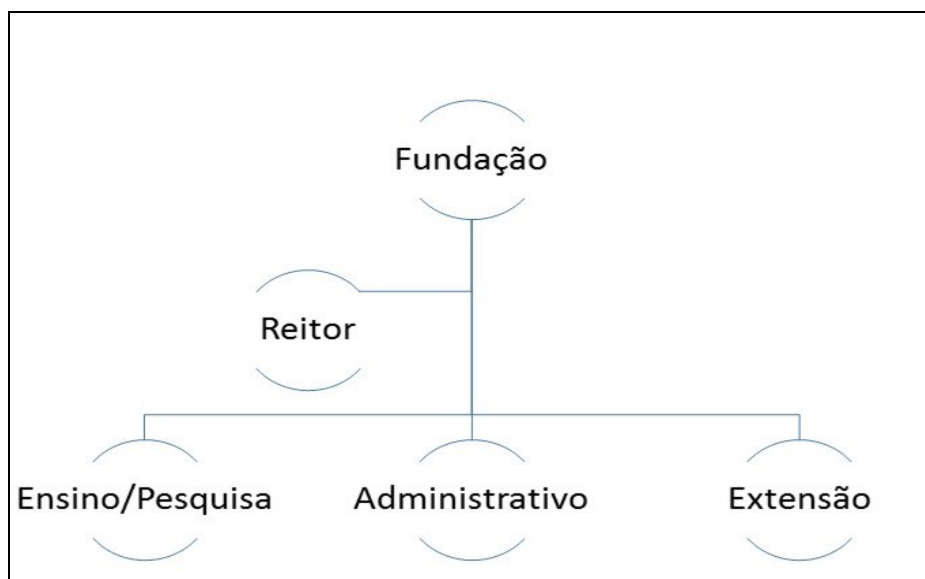 Fundação
Reitor
Ensino/Pesquisa
Administrativo
Extensão